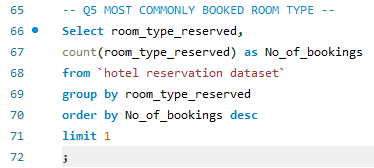 65 -- Q5 MOST COMMONLY BOOKED ROOM TYPE --
66 Select room_type_reserved,
67 count(room_type_reserved) as No_of_bookings
68 from `hotel reservation dataset`
69 group by room_type_reserved
70 order by No_of_bookings desc
71 limit 1
72 ;